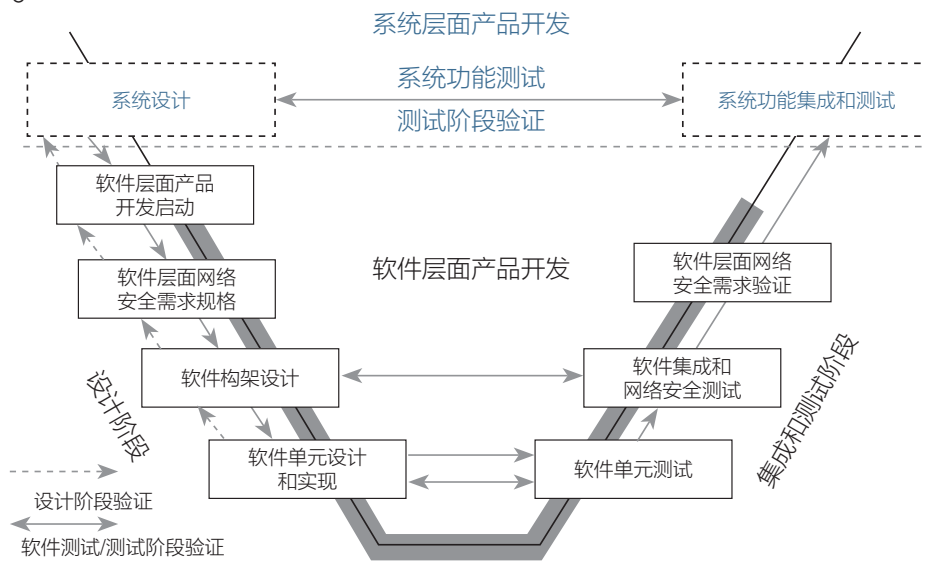 系统层面产品开发
系统设计
系统功能测试
测试阶段验证
系统功能集成和测试
软件层面产品
开发启动
软件层面网络
安全需求规格
软件层面产品开发
软件层面网络
安全需求验证
软件构架设计
软件集成和
网络安全测试
设计阶段
集成和测试阶段
软件单元设计
和实现
软件单元测试
设计阶段验证
软件测试/测试阶段验证